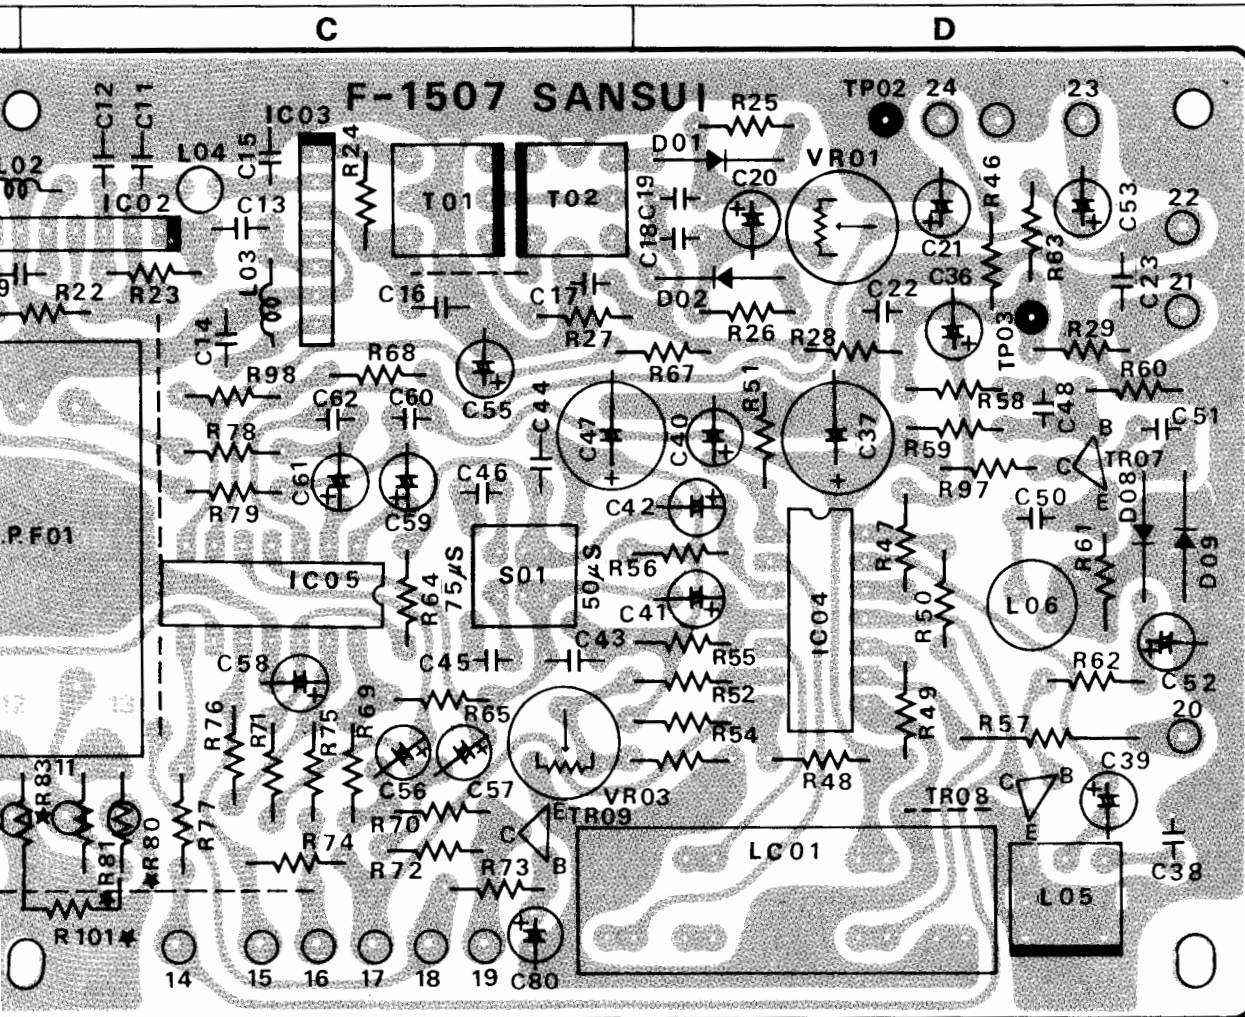 C D
F-1507 SANSUI
C12 C11 IC03 R25 TP02 24 23
L02 L04 C15 R24 D01 VR01 R46
T01 T02 C18 C19 C20 C53 22
IC02 C13 C21 R63
R22 R23 L03 C16 C17 D02 C22 C36 C23 21
C14 R27 R26 R28 TP03 R29
R68 R67 R60
R98 C55 C44 R51 R58 C48
C62 C60 C47 C40 C37 C51
R78 R59 B
C61 C46 C TR07
R79 C59 C42 R97 C50 E D08
.P.F01 R47 R61 D09
IC05 R64 75µS S01 50µS R56
C41 IC04 R50 L06
C58 C45 C43 R55 R62 C52
R76 R71 R75 R69 R65 R52 R49 20
R54 R57
R83 11 C56 C57 VR03 R48 C B C39
R77 R70 E TR09 TR08
R81 R80 R74 C LC01 E
R72 R73 B C38
L05
R101
14 15 16 17 18 19 C80